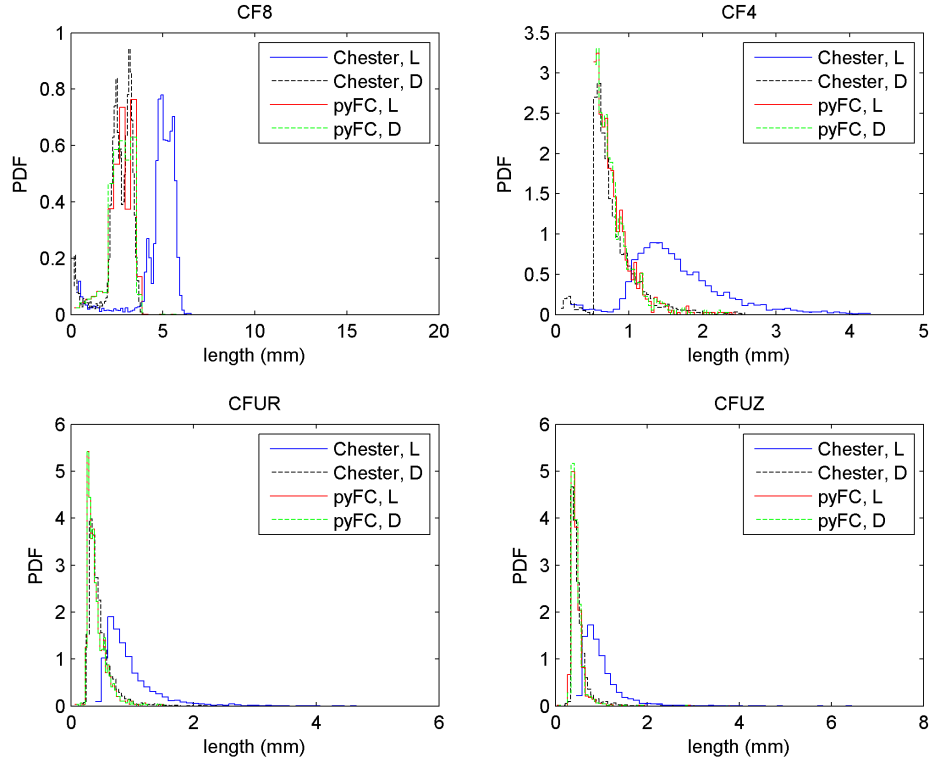 CF8
1
0.8
0.6
0.4
0.2
0
0 5 10 15 20
PDF
length (mm)
Chester, L
Chester, D
pyFC, L
pyFC, D
CF4
3.5
3
2.5
2
1.5
1
0.5
0
0 1 2 3 4 5
PDF
length (mm)
Chester, L
Chester, D
pyFC, L
pyFC, D
CFUR
6
5
4
3
2
1
0
0 2 4 6
PDF
length (mm)
Chester, L
Chester, D
pyFC, L
pyFC, D
CFUZ
6
5
4
3
2
1
0
0 2 4 6 8
PDF
length (mm)
Chester, L
Chester, D
pyFC, L
pyFC, D